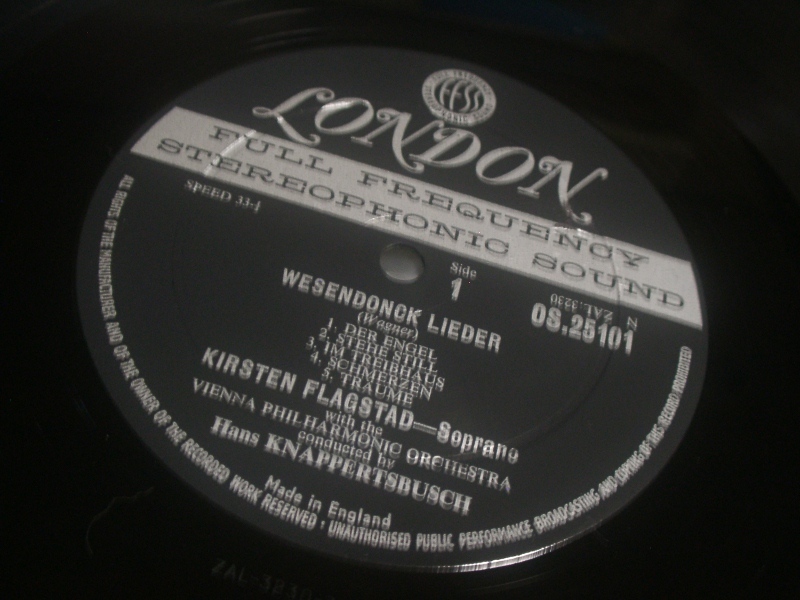 FFSS
LONDON
FULL FREQUENCY
STEREOPHONIC SOUND
SPEED 33⅓
Side
1
ZAL.3230
N
OS.25101
WESENDONCK LIEDER
(Wagner)
1. DER ENGEL
2. STEHE STILL
3. IM TREIBHAUS
4. SCHMERZEN
5. TRÄUME
KIRSTEN FLAGSTAD—Soprano
with the
VIENNA PHILHARMONIC ORCHESTRA
conducted by
Hans KNAPPERTSBUSCH
Made in England
ALL RIGHTS OF THE MANUFACTURER AND OF THE OWNER OF THE RECORDED WORK RESERVED · UNAUTHORISED PUBLIC PERFORMANCE BROADCASTING AND COPYING OF THIS RECORD PROHIBITED